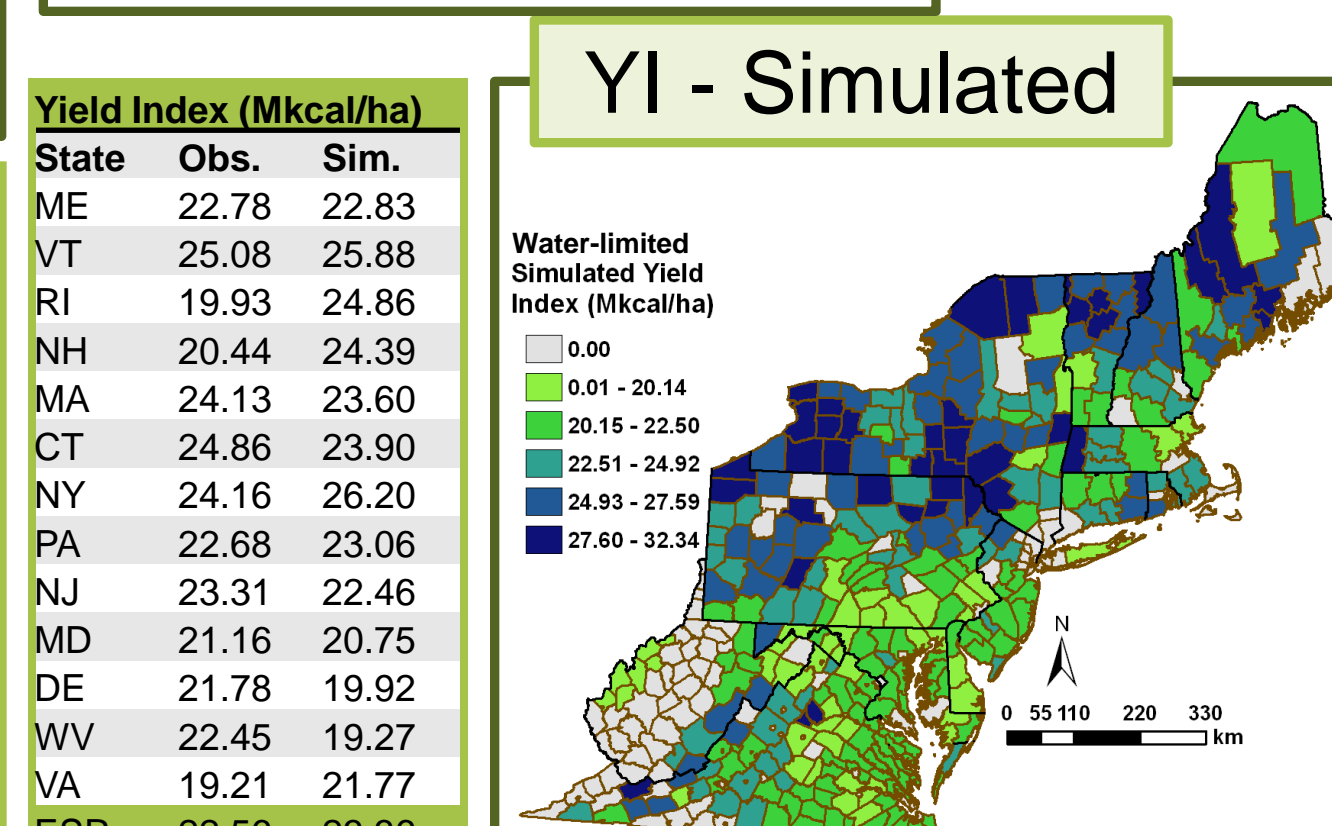 YI - Simulated
Yield Index (Mkcal/ha)
State Obs. Sim.
ME 22.78 22.83
VT 25.08 25.88
RI 19.93 24.86
NH 20.44 24.39
MA 24.13 23.60
CT 24.86 23.90
NY 24.16 26.20
PA 22.68 23.06
NJ 23.31 22.46
MD 21.16 20.75
DE 21.78 19.92
WV 22.45 19.27
VA 19.21 21.77
Water-limited
Simulated Yield
Index (Mkcal/ha)
0.00
0.01 - 20.14
20.15 - 22.50
22.51 - 24.92
24.93 - 27.59
27.60 - 32.34
N
0 55 110 220 330
km